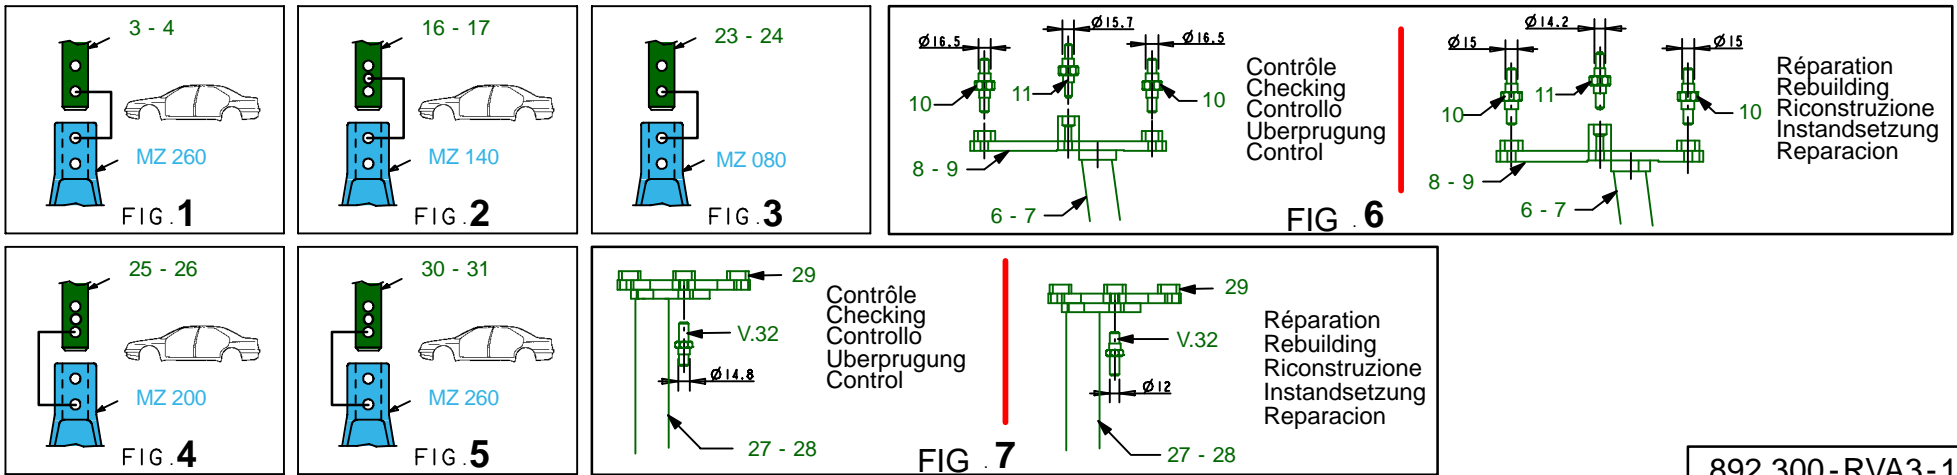 3 - 4
MZ 260
FIG. 1
16 - 17
MZ 140
FIG. 2
23 - 24
MZ 080
FIG. 3
Ø16.5
Ø15.7
Ø16.5
10
11
10
8 - 9
6 - 7
Contrôle
Checking
Controllo
Uberprugung
Control
FIG . 6
Ø15
Ø14.2
Ø15
10
11
10
8 - 9
6 - 7
Réparation
Rebuilding
Riconstruzione
Instandsetzung
Reparacion
25 - 26
MZ 200
FIG. 4
30 - 31
MZ 260
FIG. 5
29
V.32
Ø14.8
27 - 28
Contrôle
Checking
Controllo
Uberprugung
Control
FIG . 7
29
V.32
Ø12
27 - 28
Réparation
Rebuilding
Riconstruzione
Instandsetzung
Reparacion
892.300-RVA3-1